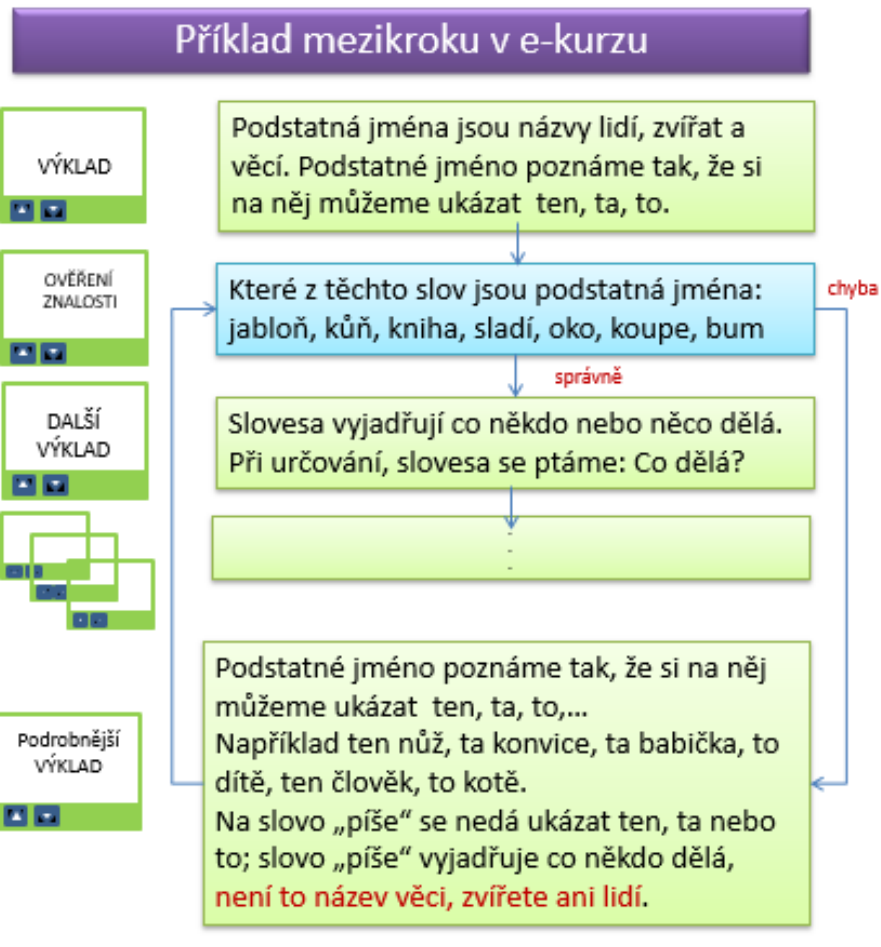 Příklad mezikroku v e-kurzu
VÝKLAD
Podstatná jména jsou názvy lidí, zvířat a
věcí. Podstatné jméno poznáme tak, že si
na něj můžeme ukázat ten, ta, to.
OVĚŘENÍ
ZNALOSTI
Které z těchto slov jsou podstatná jména:
jabloň, kůň, kniha, sladí, oko, koupe, bum
chyba
správně
DALŠÍ
VÝKLAD
Slovesa vyjadřují co někdo nebo něco dělá.
Při určování, slovesa se ptáme: Co dělá?
Podrobnější
VÝKLAD
Podstatné jméno poznáme tak, že si na něj
můžeme ukázat ten, ta, to,...
Například ten nůž, ta konvice, ta babička, to
dítě, ten člověk, to kotě.
Na slovo „píše“ se nedá ukázat ten, ta nebo
to; slovo „píše“ vyjadřuje co někdo dělá,
není to název věci, zvířete ani lidí.